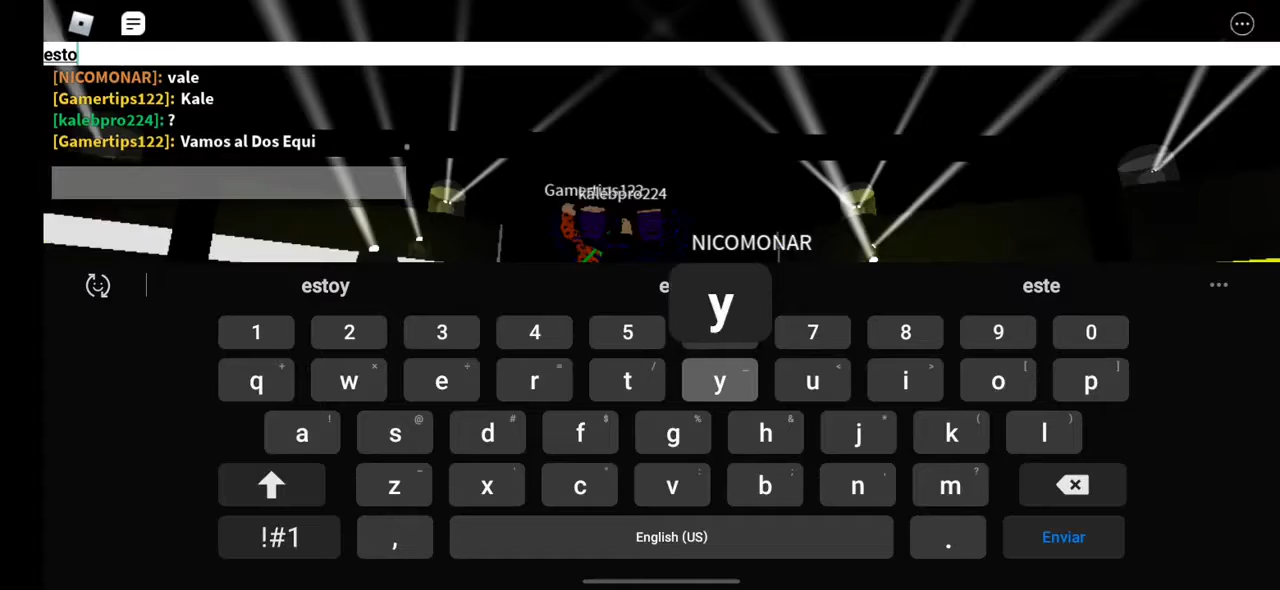 esto
[NICOMONAR]: vale
[Gamertips122]: Kale
[kalebpro224]: ?
[Gamertips122]: Vamos al Dos Equi
Gamertips122
kalebpro224
NICOMONAR
estoy este
y
1 2 3 4 5 7 8 9 0
q w e r t y u i o p
+ × ÷ = / _ < > [ ]
a s d f g h j k l
! @ # $ % & * ( )
z x c v b n m
- ' " : ; , ?
!#1 , English (US) . Enviar